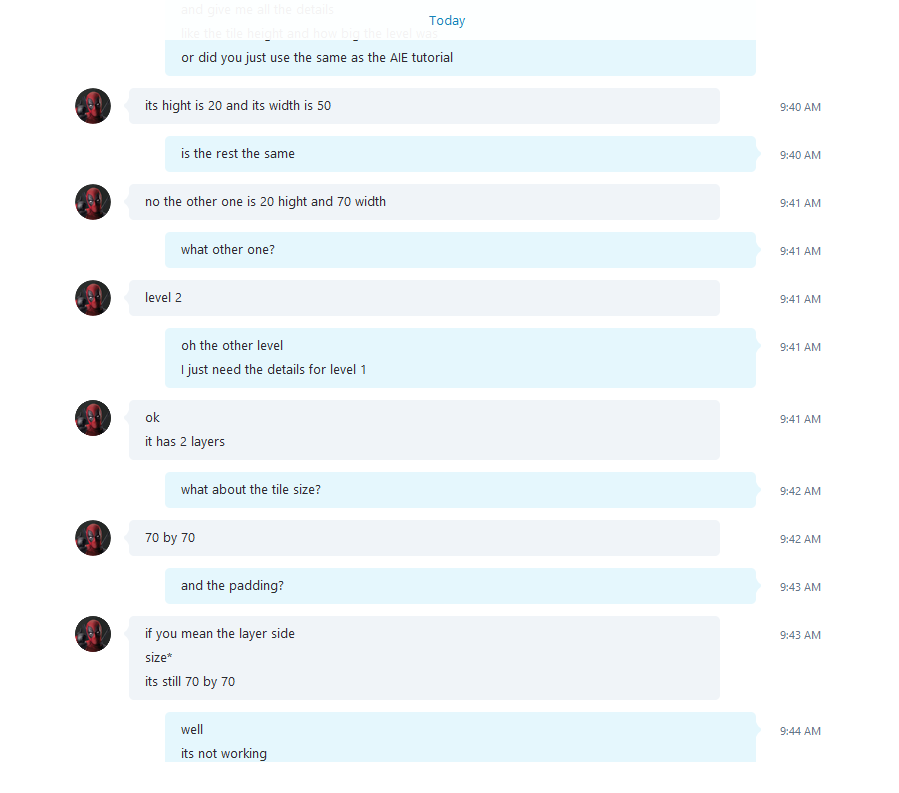 and give me all the details
Today
like the tile height and how big the level was
or did you just use the same as the AIE tutorial
its hight is 20 and its width is 50
9:40 AM
is the rest the same
9:40 AM
no the other one is 20 hight and 70 width
9:41 AM
what other one?
9:41 AM
level 2
9:41 AM
oh the other level
9:41 AM
I just need the details for level 1
ok
9:41 AM
it has 2 layers
what about the tile size?
9:42 AM
70 by 70
9:42 AM
and the padding?
9:43 AM
if you mean the layer side
9:43 AM
size*
its still 70 by 70
well
9:44 AM
its not working